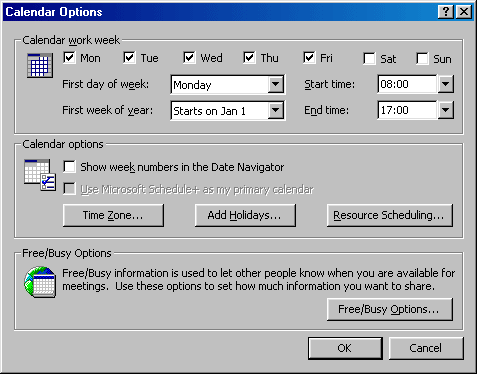 Calendar Options
Calendar work week
Mon Tue Wed Thu Fri Sat Sun
First day of week: Monday Start time: 08:00
First week of year: Starts on Jan 1 End time: 17:00
Calendar options
Show week numbers in the Date Navigator
Use Microsoft Schedule+ as my primary calendar
Time Zone... Add Holidays... Resource Scheduling...
Free/Busy Options
Free/Busy information is used to let other people know when you are available for
meetings. Use these options to set how much information you want to share.
Free/Busy Options...
OK Cancel